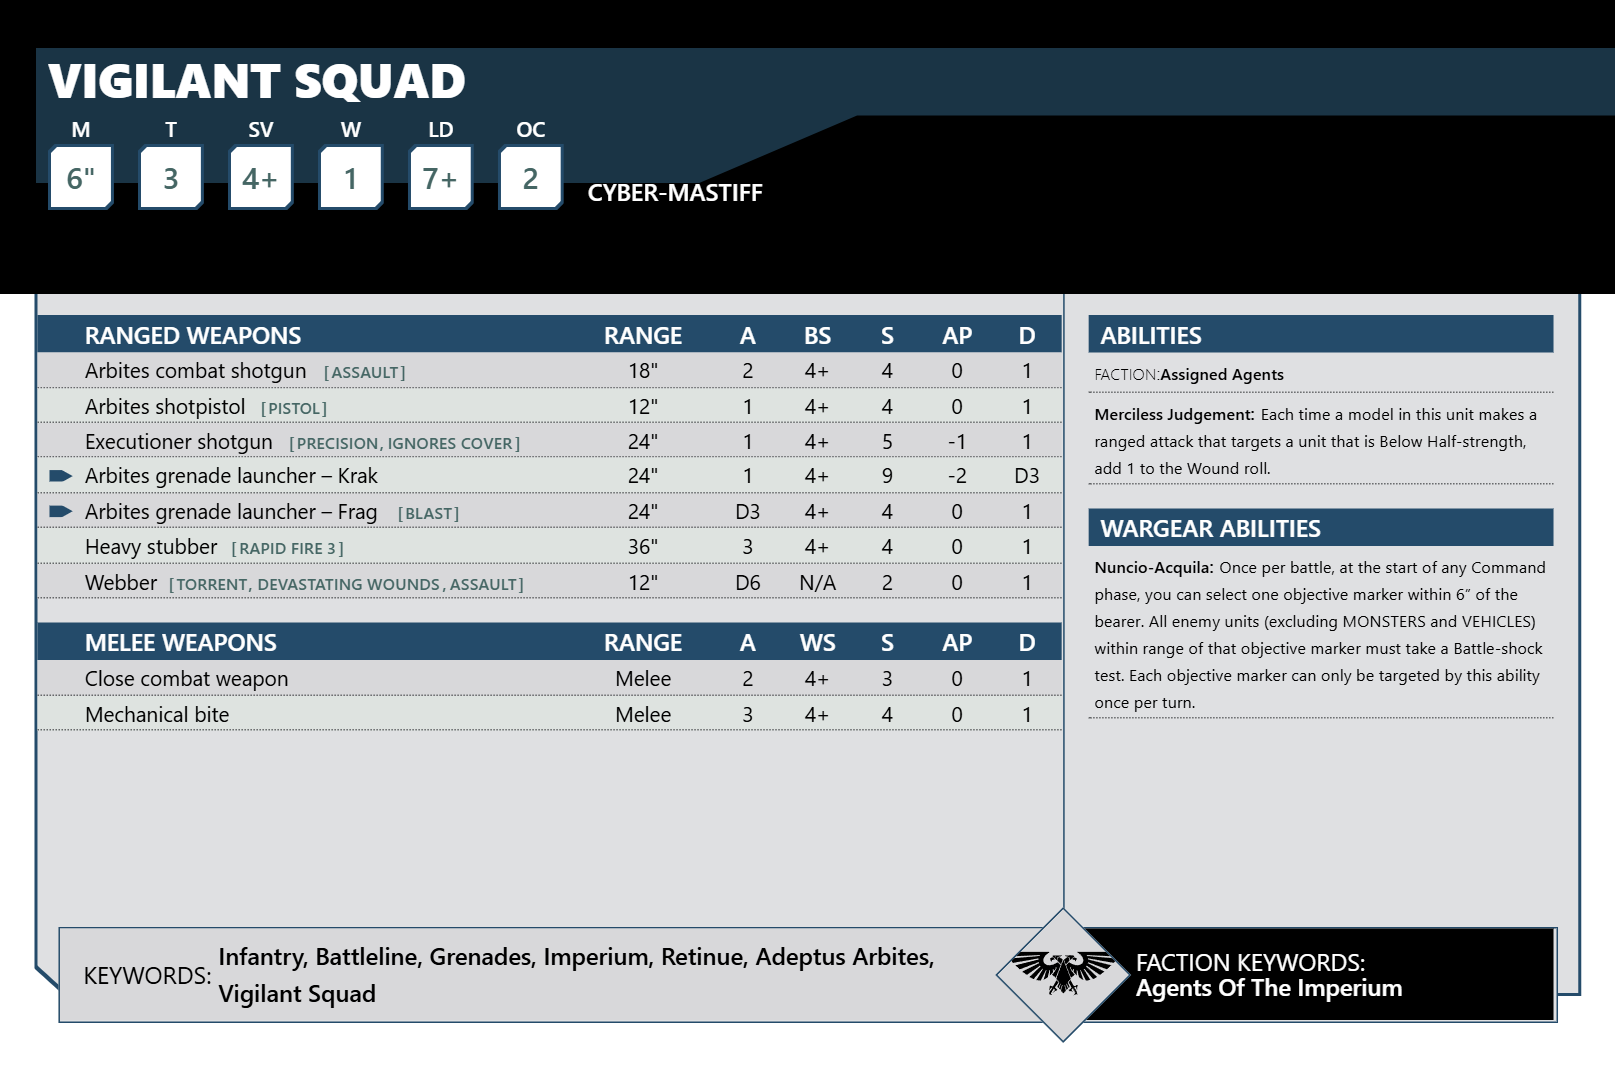 VIGILANT SQUAD
M T SV W LD OC
6" 3 4+ 1 7+ 2 CYBER-MASTIFF
RANGED WEAPONS RANGE A BS S AP D
Arbites combat shotgun [ASSAULT] 18" 2 4+ 4 0 1
Arbites shotpistol [PISTOL] 12" 1 4+ 4 0 1
Executioner shotgun [PRECISION, IGNORES COVER] 24" 1 4+ 5 -1 1
Arbites grenade launcher – Krak 24" 1 4+ 9 -2 D3
Arbites grenade launcher – Frag [BLAST] 24" D3 4+ 4 0 1
Heavy stubber [RAPID FIRE 3] 36" 3 4+ 4 0 1
Webber [TORRENT, DEVASTATING WOUNDS, ASSAULT] 12" D6 N/A 2 0 1
MELEE WEAPONS RANGE A WS S AP D
Close combat weapon Melee 2 4+ 3 0 1
Mechanical bite Melee 3 4+ 4 0 1
ABILITIES
FACTION:Assigned Agents
Merciless Judgement: Each time a model in this unit makes a
ranged attack that targets a unit that is Below Half-strength,
add 1 to the Wound roll.
WARGEAR ABILITIES
Nuncio-Acquila: Once per battle, at the start of any Command
phase, you can select one objective marker within 6″ of the
bearer. All enemy units (excluding MONSTERS and VEHICLES)
within range of that objective marker must take a Battle-shock
test. Each objective marker can only be targeted by this ability
once per turn.
KEYWORDS: Infantry, Battleline, Grenades, Imperium, Retinue, Adeptus Arbites,
Vigilant Squad
FACTION KEYWORDS:
Agents Of The Imperium